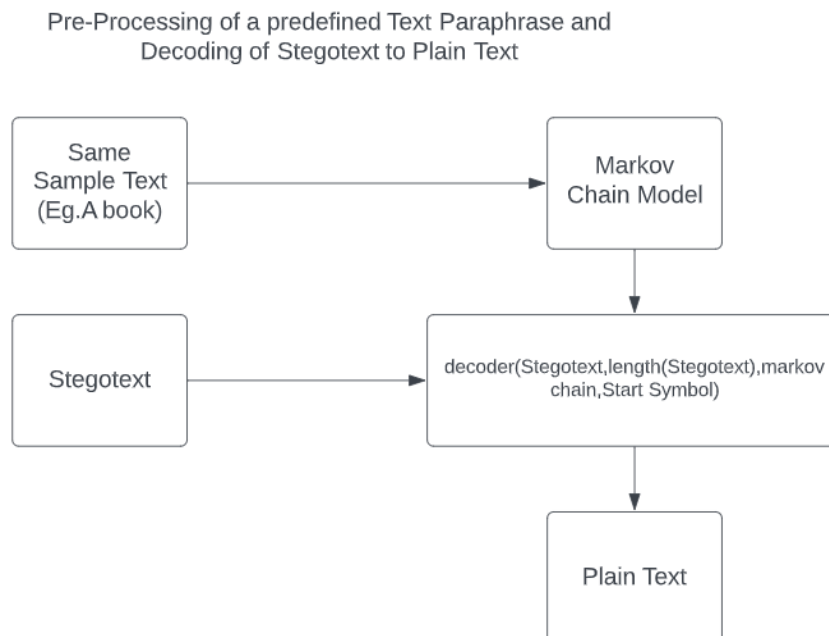 Pre-Processing of a predefined Text Paraphrase and
Decoding of Stegotext to Plain Text
Same
Sample Text
(Eg.A book)
Markov
Chain Model
Stegotext
decoder(Stegotext,length(Stegotext),markov
chain,Start Symbol)
Plain Text